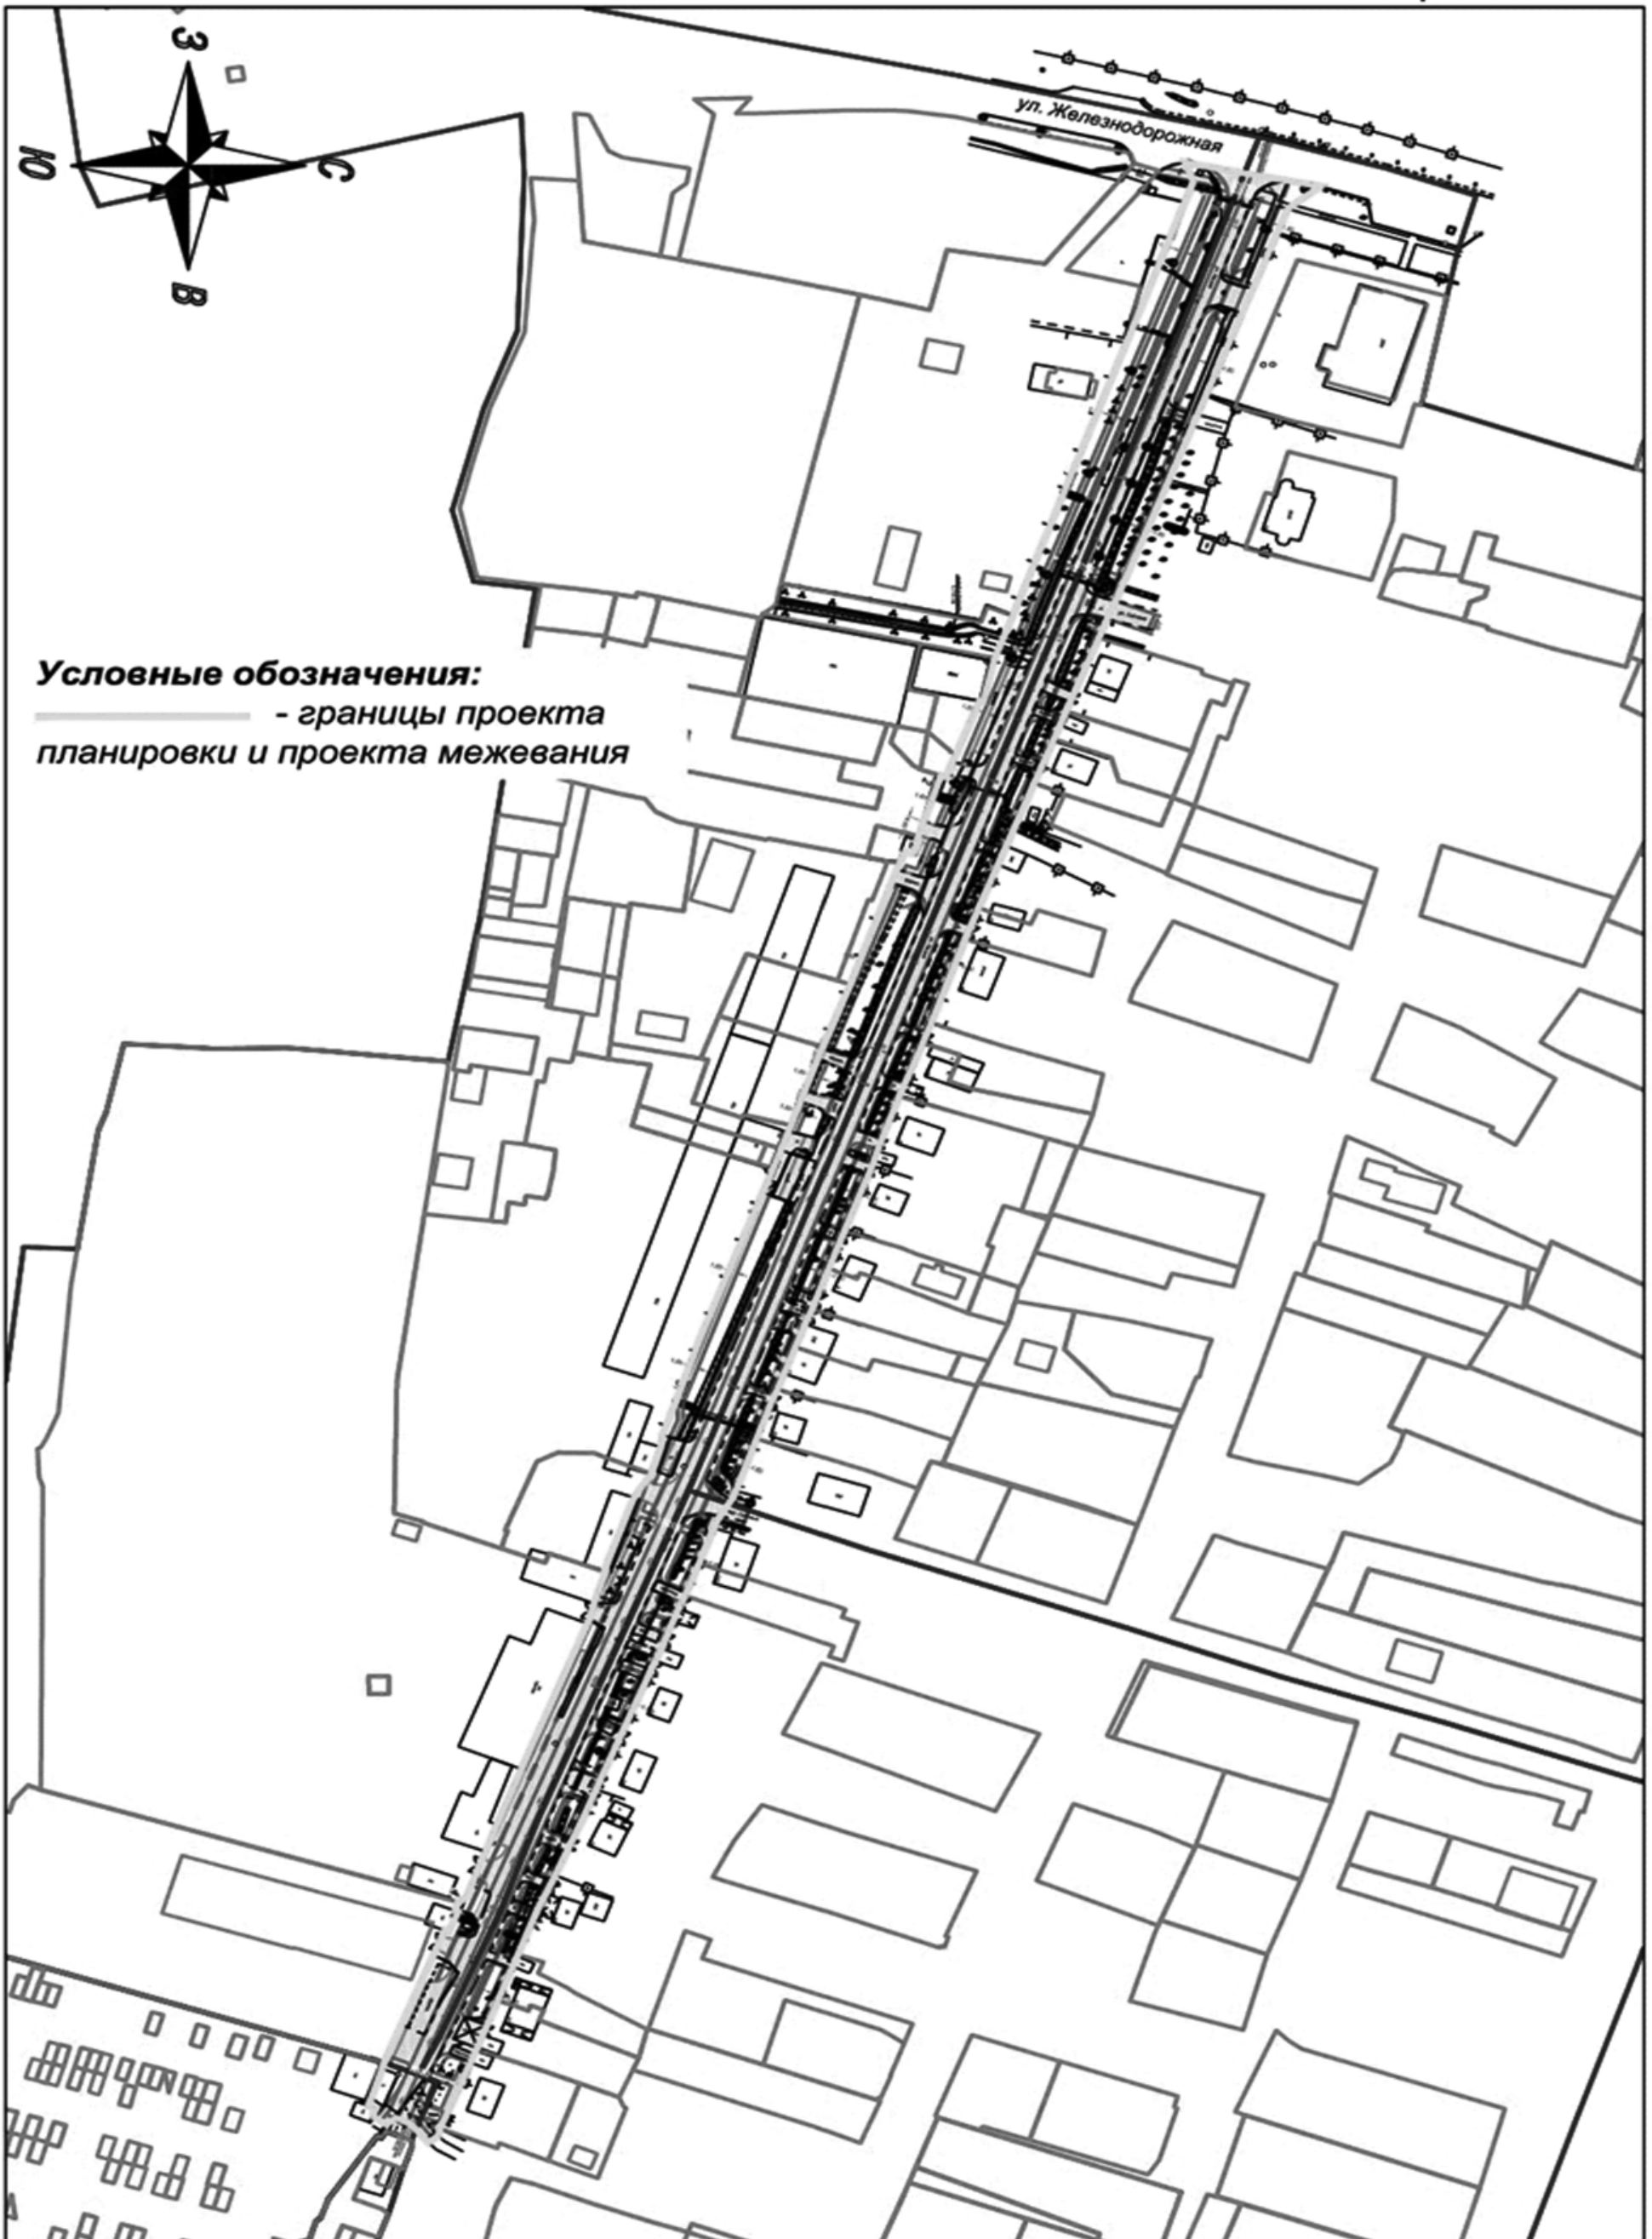 З
Ю
С
В
ул. Железнодорожная
Условные обозначения:
- границы проекта
планировки и проекта межевания